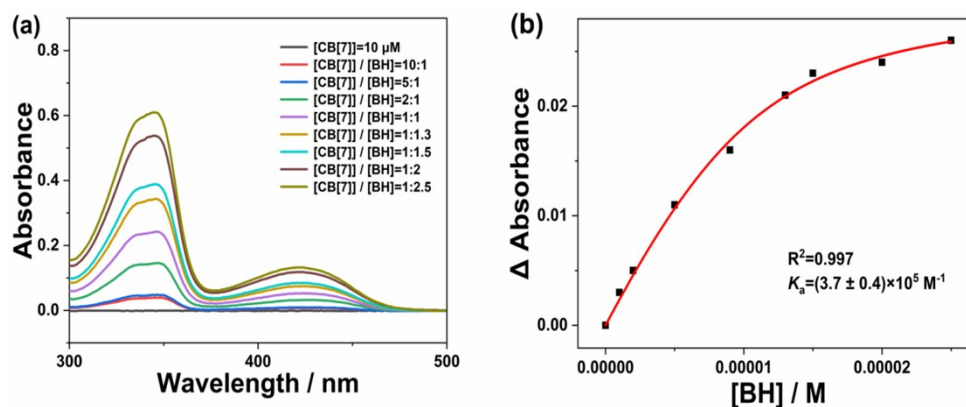 (a)
0.8
0.6
0.4
0.2
0.0
Absorbance
300
400
500
Wavelength / nm
[CB[7]]=10 μM
[CB[7]] / [BH]=10:1
[CB[7]] / [BH]=5:1
[CB[7]] / [BH]=2:1
[CB[7]] / [BH]=1:1
[CB[7]] / [BH]=1:1.3
[CB[7]] / [BH]=1:1.5
[CB[7]] / [BH]=1:2
[CB[7]] / [BH]=1:2.5
(b)
0.02
0.01
0.00
Δ Absorbance
R²=0.997
Kₐ=(3.7 ± 0.4)×10⁵ M⁻¹
0.00000
0.00001
0.00002
[BH] / M